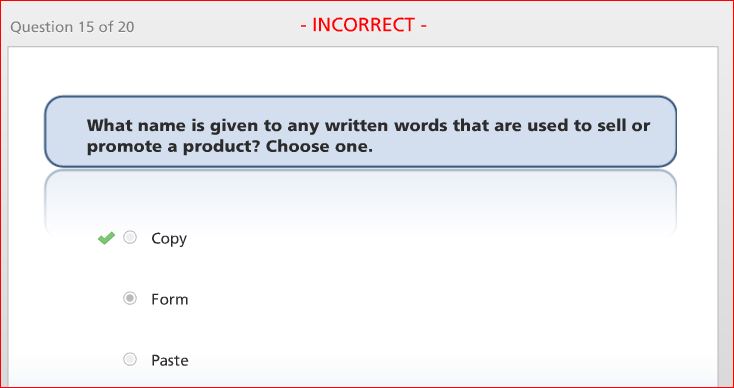 Question 15 of 20
- INCORRECT -
What name is given to any written words that are used to sell or
promote a product? Choose one.
Copy
Form
Paste